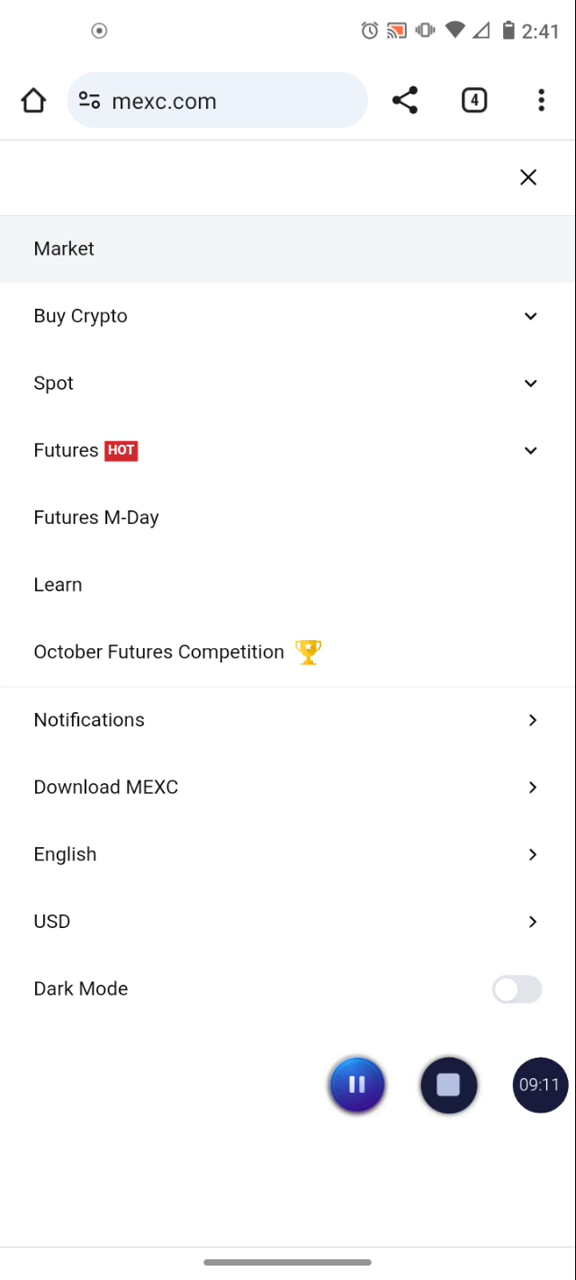 2:41
mexc.com
4
Market
Buy Crypto
Spot
Futures HOT
Futures M-Day
Learn
October Futures Competition
Notifications
Download MEXC
English
USD
Dark Mode
09:11